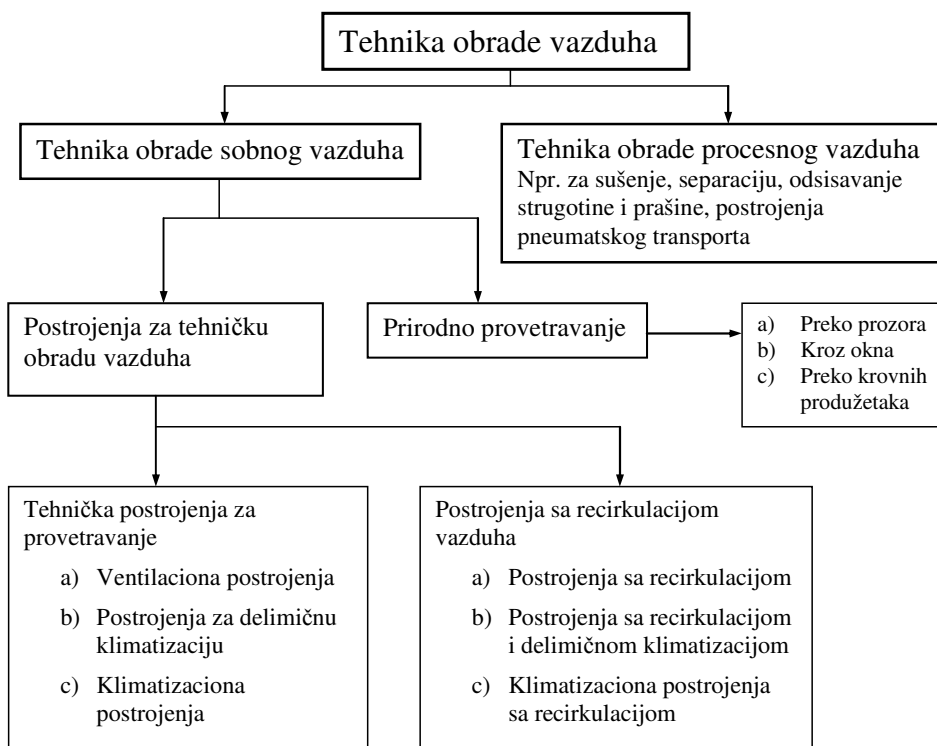 Tehnika obrade vazduha
Tehnika obrade sobnog vazduha
Tehnika obrade procesnog vazduha
Npr. za sušenje, separaciju, odsisavanje
strugotine i prašine, postrojenja
pneumatskog transporta
Postrojenja za tehničku
obradu vazduha
Prirodno provetravanje
a) Preko prozora
b) Kroz okna
c) Preko krovnih
produžetaka
Tehnička postrojenja za
provetravanje
a) Ventilaciona postrojenja
b) Postrojenja za delimičnu
klimatizaciju
c) Klimatizaciona
postrojenja
Postrojenja sa recirkulacijom
vazduha
a) Postrojenja sa recirkulacijom
b) Postrojenja sa recirkulacijom
i delimičnom klimatizacijom
c) Klimatizaciona postrojenja
sa recirkulacijom